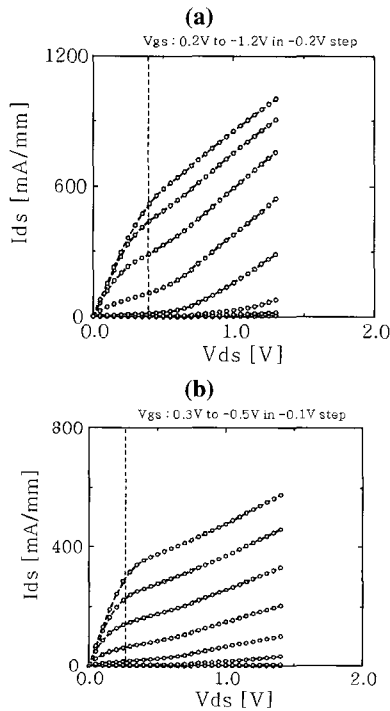 (a)
Vgs : 0.2V to -1.2V in -0.2V step
1200
600
0
Ids [mA/mm]
0.0
1.0
2.0
Vds [V]
(b)
Vgs : 0.3V to -0.5V in -0.1V step
800
400
0
Ids [mA/mm]
0.0
1.0
2.0
Vds [V]